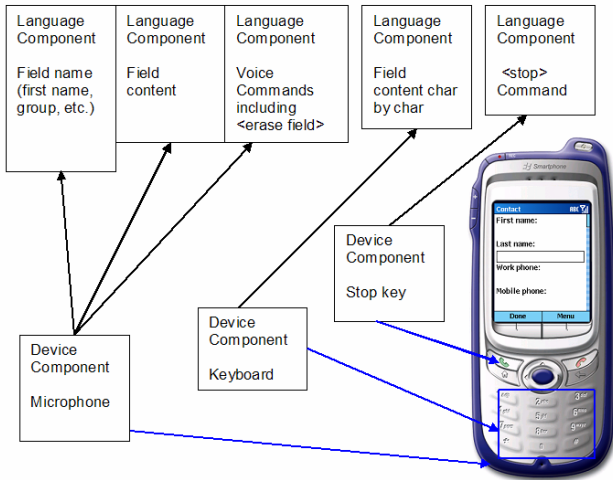 Language
Component
Field name
(first name,
group, etc.)
Language
Component
Field
content
Language
Component
Voice
Commands
including
<erase field>
Language
Component
Field
content char
by char
Language
Component
<stop>
Command
Smartphone
Contact
First name:
Last name:
Work phone:
Mobile phone:
Done Menu
Device
Component
Stop key
Device
Component
Keyboard
Device
Component
Microphone